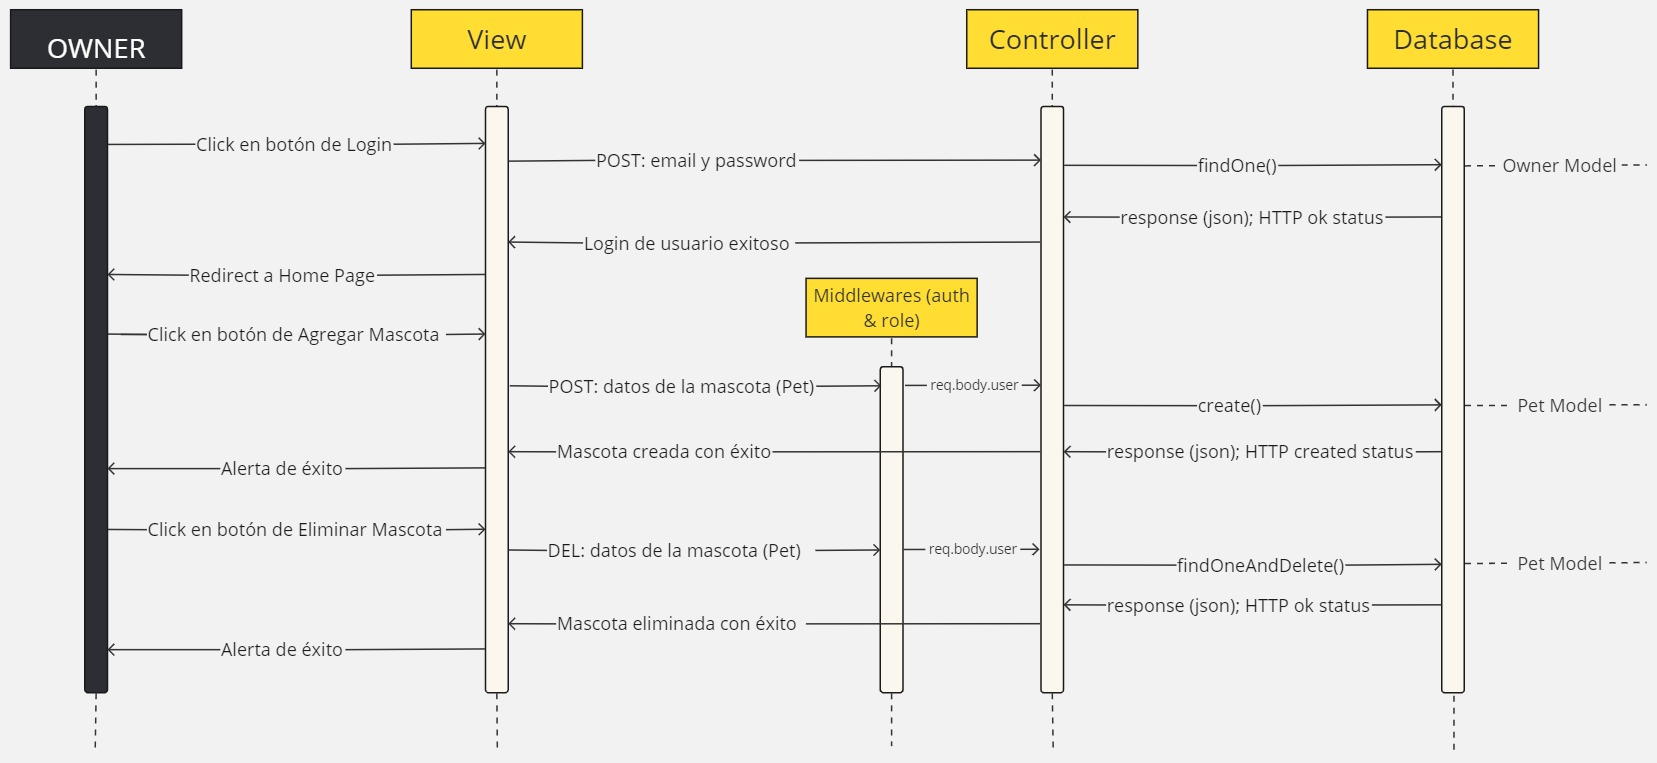 OWNER
View
Controller
Database
Click en botón de Login
POST: email y password
findOne()
Owner Model
response (json); HTTP ok status
Login de usuario exitoso
Redirect a Home Page
Middlewares (auth
& role)
Click en botón de Agregar Mascota
POST: datos de la mascota (Pet)
req.body.user
create()
Pet Model
Mascota creada con éxito
response (json); HTTP created status
Alerta de éxito
Click en botón de Eliminar Mascota
DEL: datos de la mascota (Pet)
req.body.user
findOneAndDelete()
Pet Model
response (json); HTTP ok status
Mascota eliminada con éxito
Alerta de éxito